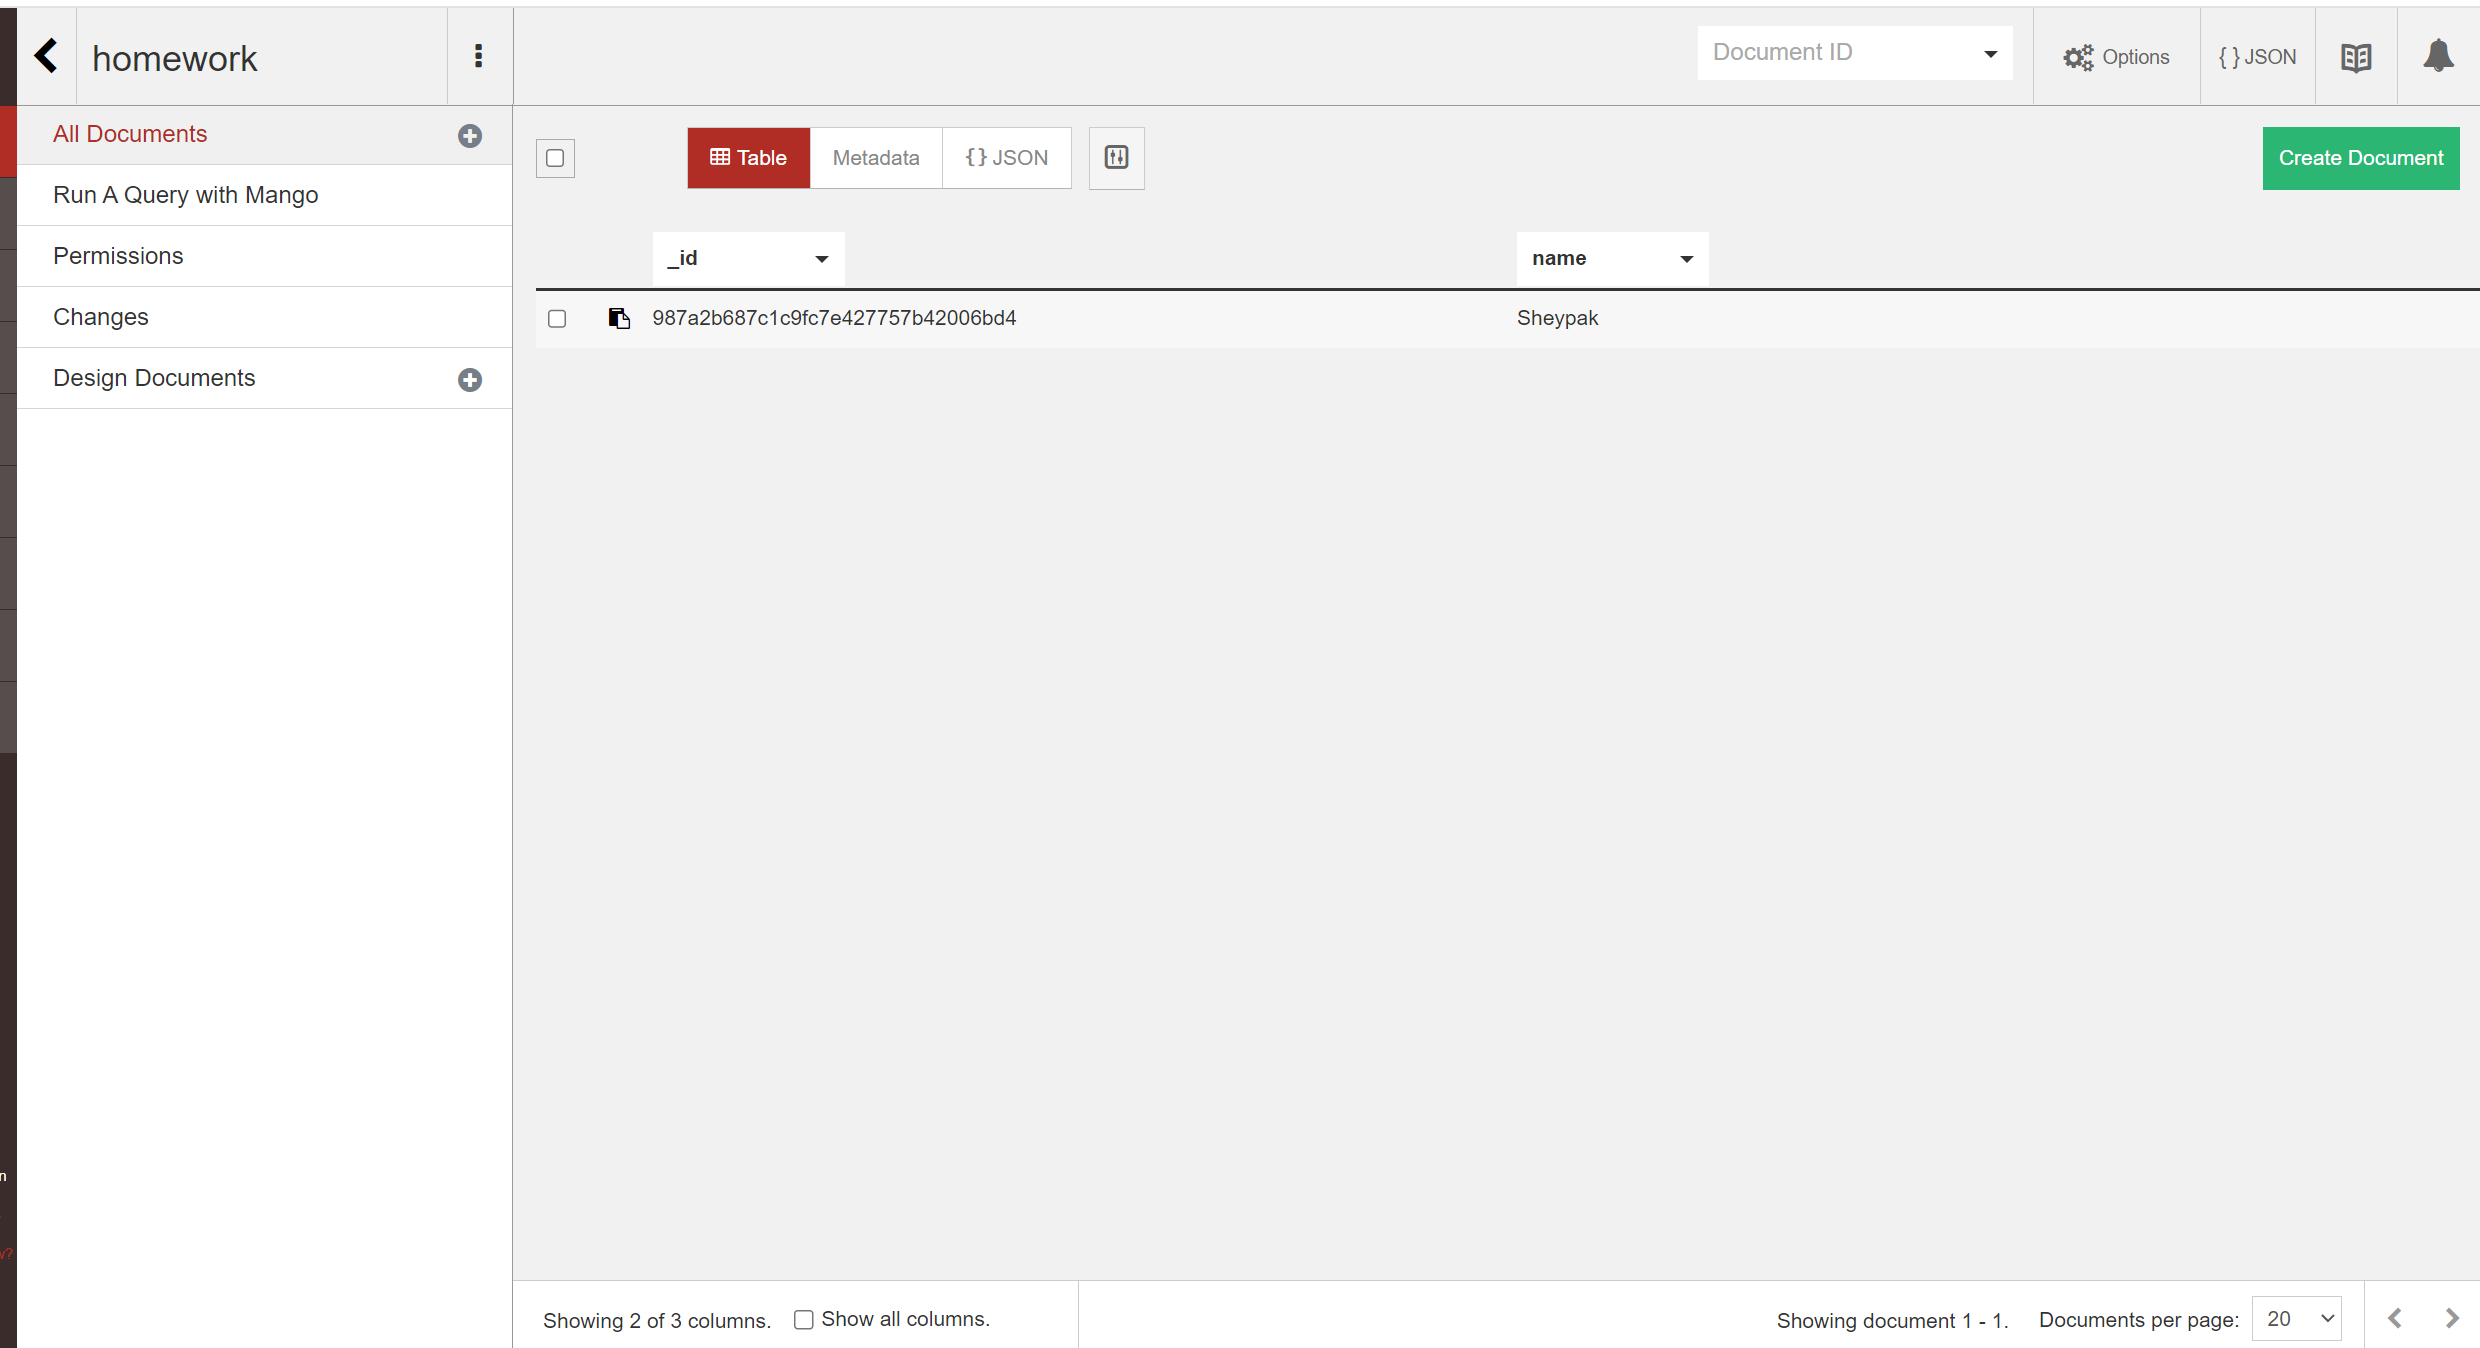 homework
Document ID
Options
{ } JSON
All Documents
Run A Query with Mango
Permissions
Changes
Design Documents
Table
Metadata
{ } JSON
Create Document
_id
name
987a2b687c1c9fc7e427757b42006bd4
Sheypak
n
w?
Showing 2 of 3 columns.
Show all columns.
Showing document 1 - 1.
Documents per page:
20